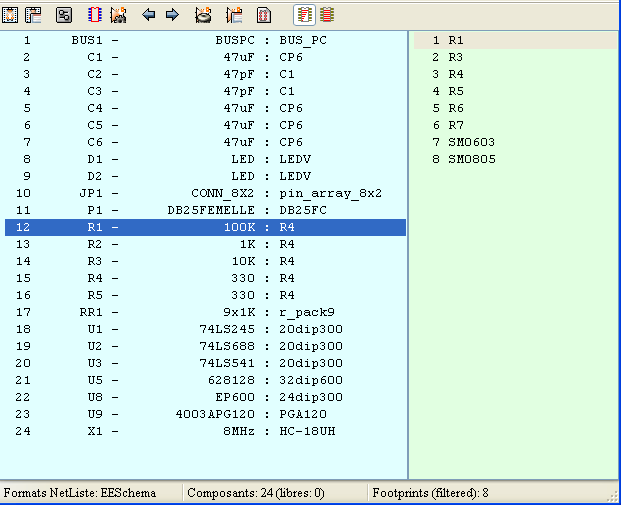 1 BUS1 - BUSPC : BUS_PC
2 C1 - 47uF : CP6
3 C2 - 47pF : C1
4 C3 - 47pF : C1
5 C4 - 47uF : CP6
6 C5 - 47uF : CP6
7 C6 - 47uF : CP6
8 D1 - LED : LEDV
9 D2 - LED : LEDV
10 JP1 - CONN_8X2 : pin_array_8x2
11 P1 - DB25FEMELLE : DB25FC
12 R1 - 100K : R4
13 R2 - 1K : R4
14 R3 - 10K : R4
15 R4 - 330 : R4
16 R5 - 330 : R4
17 RR1 - 9x1K : r_pack9
18 U1 - 74LS245 : 20dip300
19 U2 - 74LS688 : 20dip300
20 U3 - 74LS541 : 20dip300
21 U5 - 628128 : 32dip600
22 U8 - EP600 : 24dip300
23 U9 - 4003APG120 : PGA120
24 X1 - 8MHz : HC-18UH
1 R1
2 R3
3 R4
4 R5
5 R6
6 R7
7 SM0603
8 SM0805
Formats NetListe: EESchema
Composants: 24 (libres: 0)
Footprints (filtered): 8